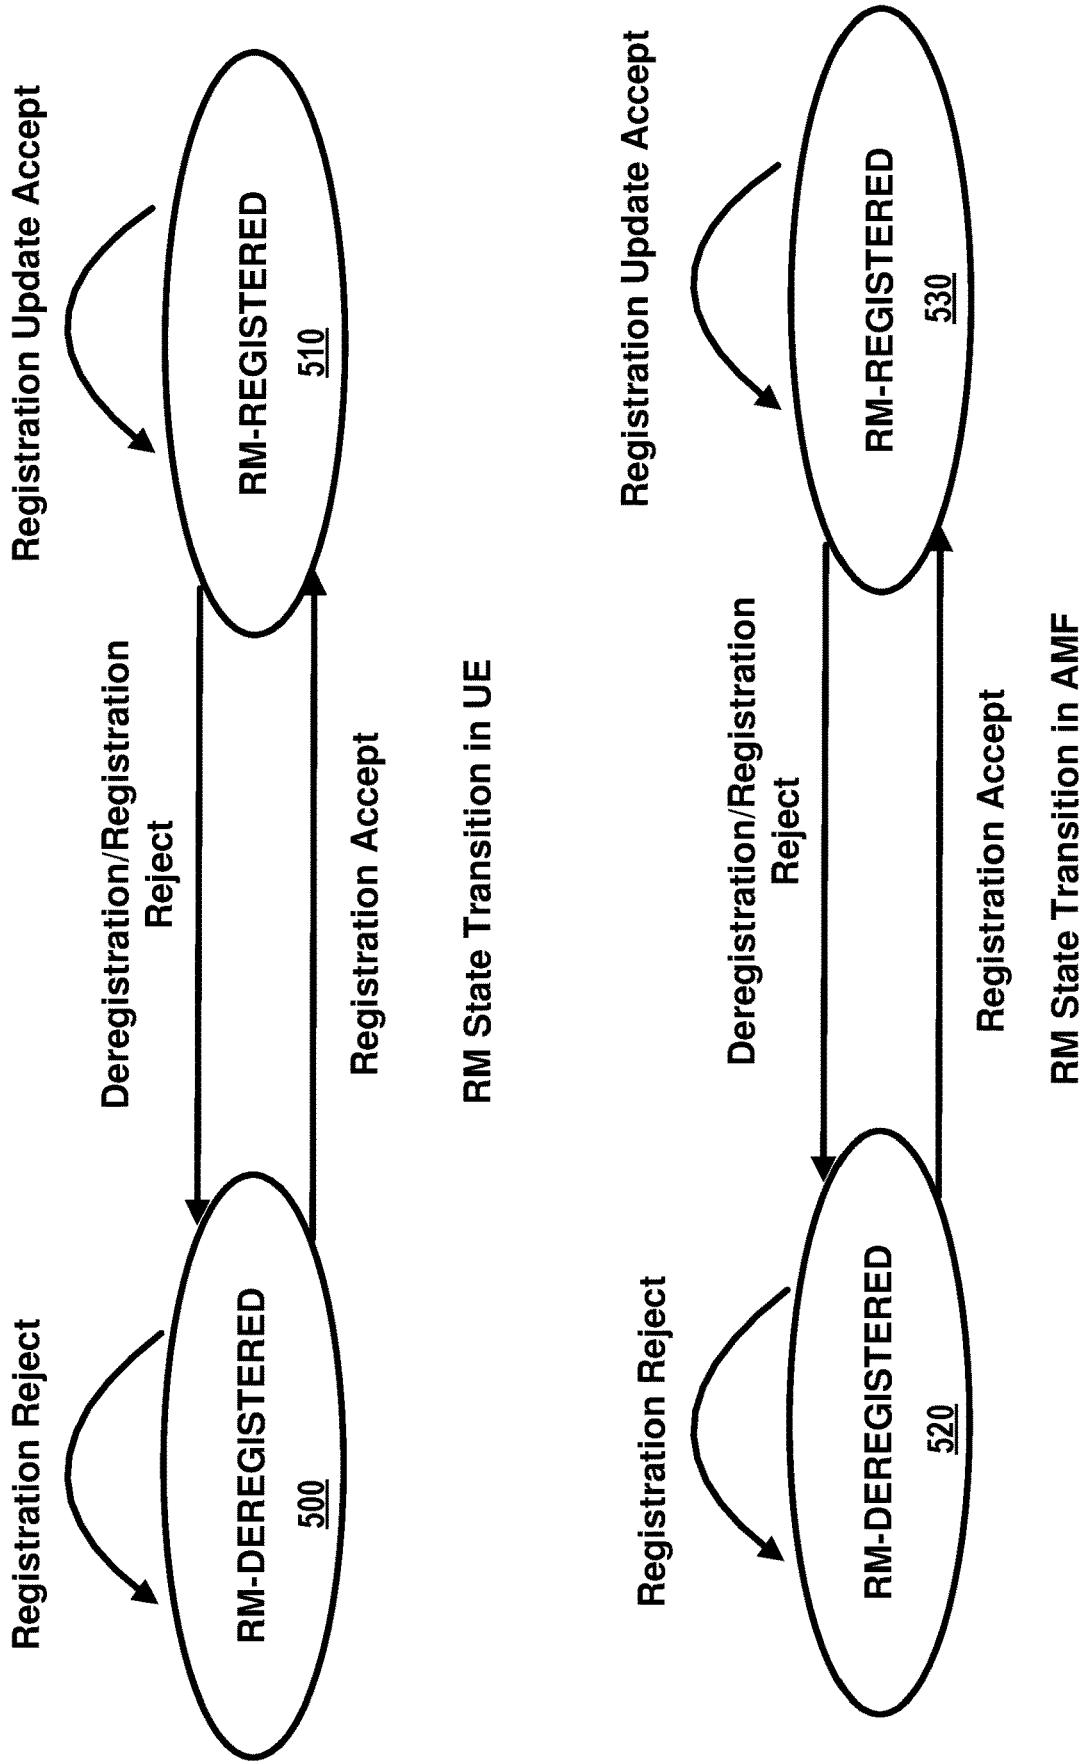 Registration Reject
Registration Update Accept
Deregistration/Registration
Reject
RM-DEREGISTERED
500
RM-REGISTERED
510
Registration Accept
RM State Transition in UE
Registration Reject
Registration Update Accept
Deregistration/Registration
Reject
RM-DEREGISTERED
520
RM-REGISTERED
530
Registration Accept
RM State Transition in AMF